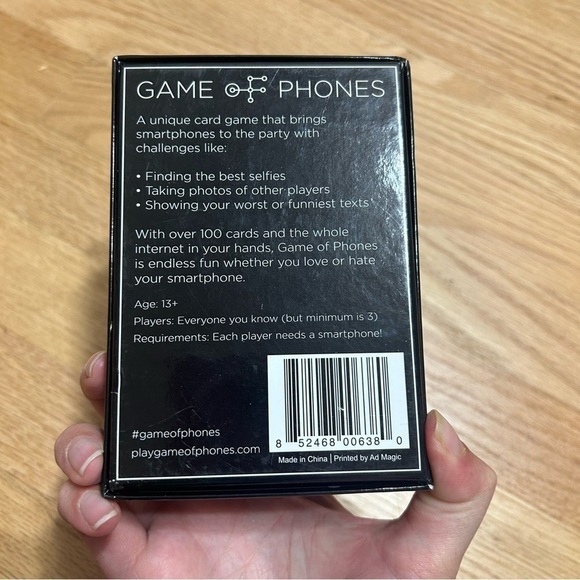 GAME OF PHONES
A unique card game that brings
smartphones to the party with
challenges like:
• Finding the best selfies
• Taking photos of other players
• Showing your worst or funniest texts
With over 100 cards and the whole
internet in your hands, Game of Phones
is endless fun whether you love or hate
your smartphone.
Age: 13+
Players: Everyone you know (but minimum is 3)
Requirements: Each player needs a smartphone!
#gameofphones
playgameofphones.com
8 52468 00638 0
Made in China | Printed by Ad Magic